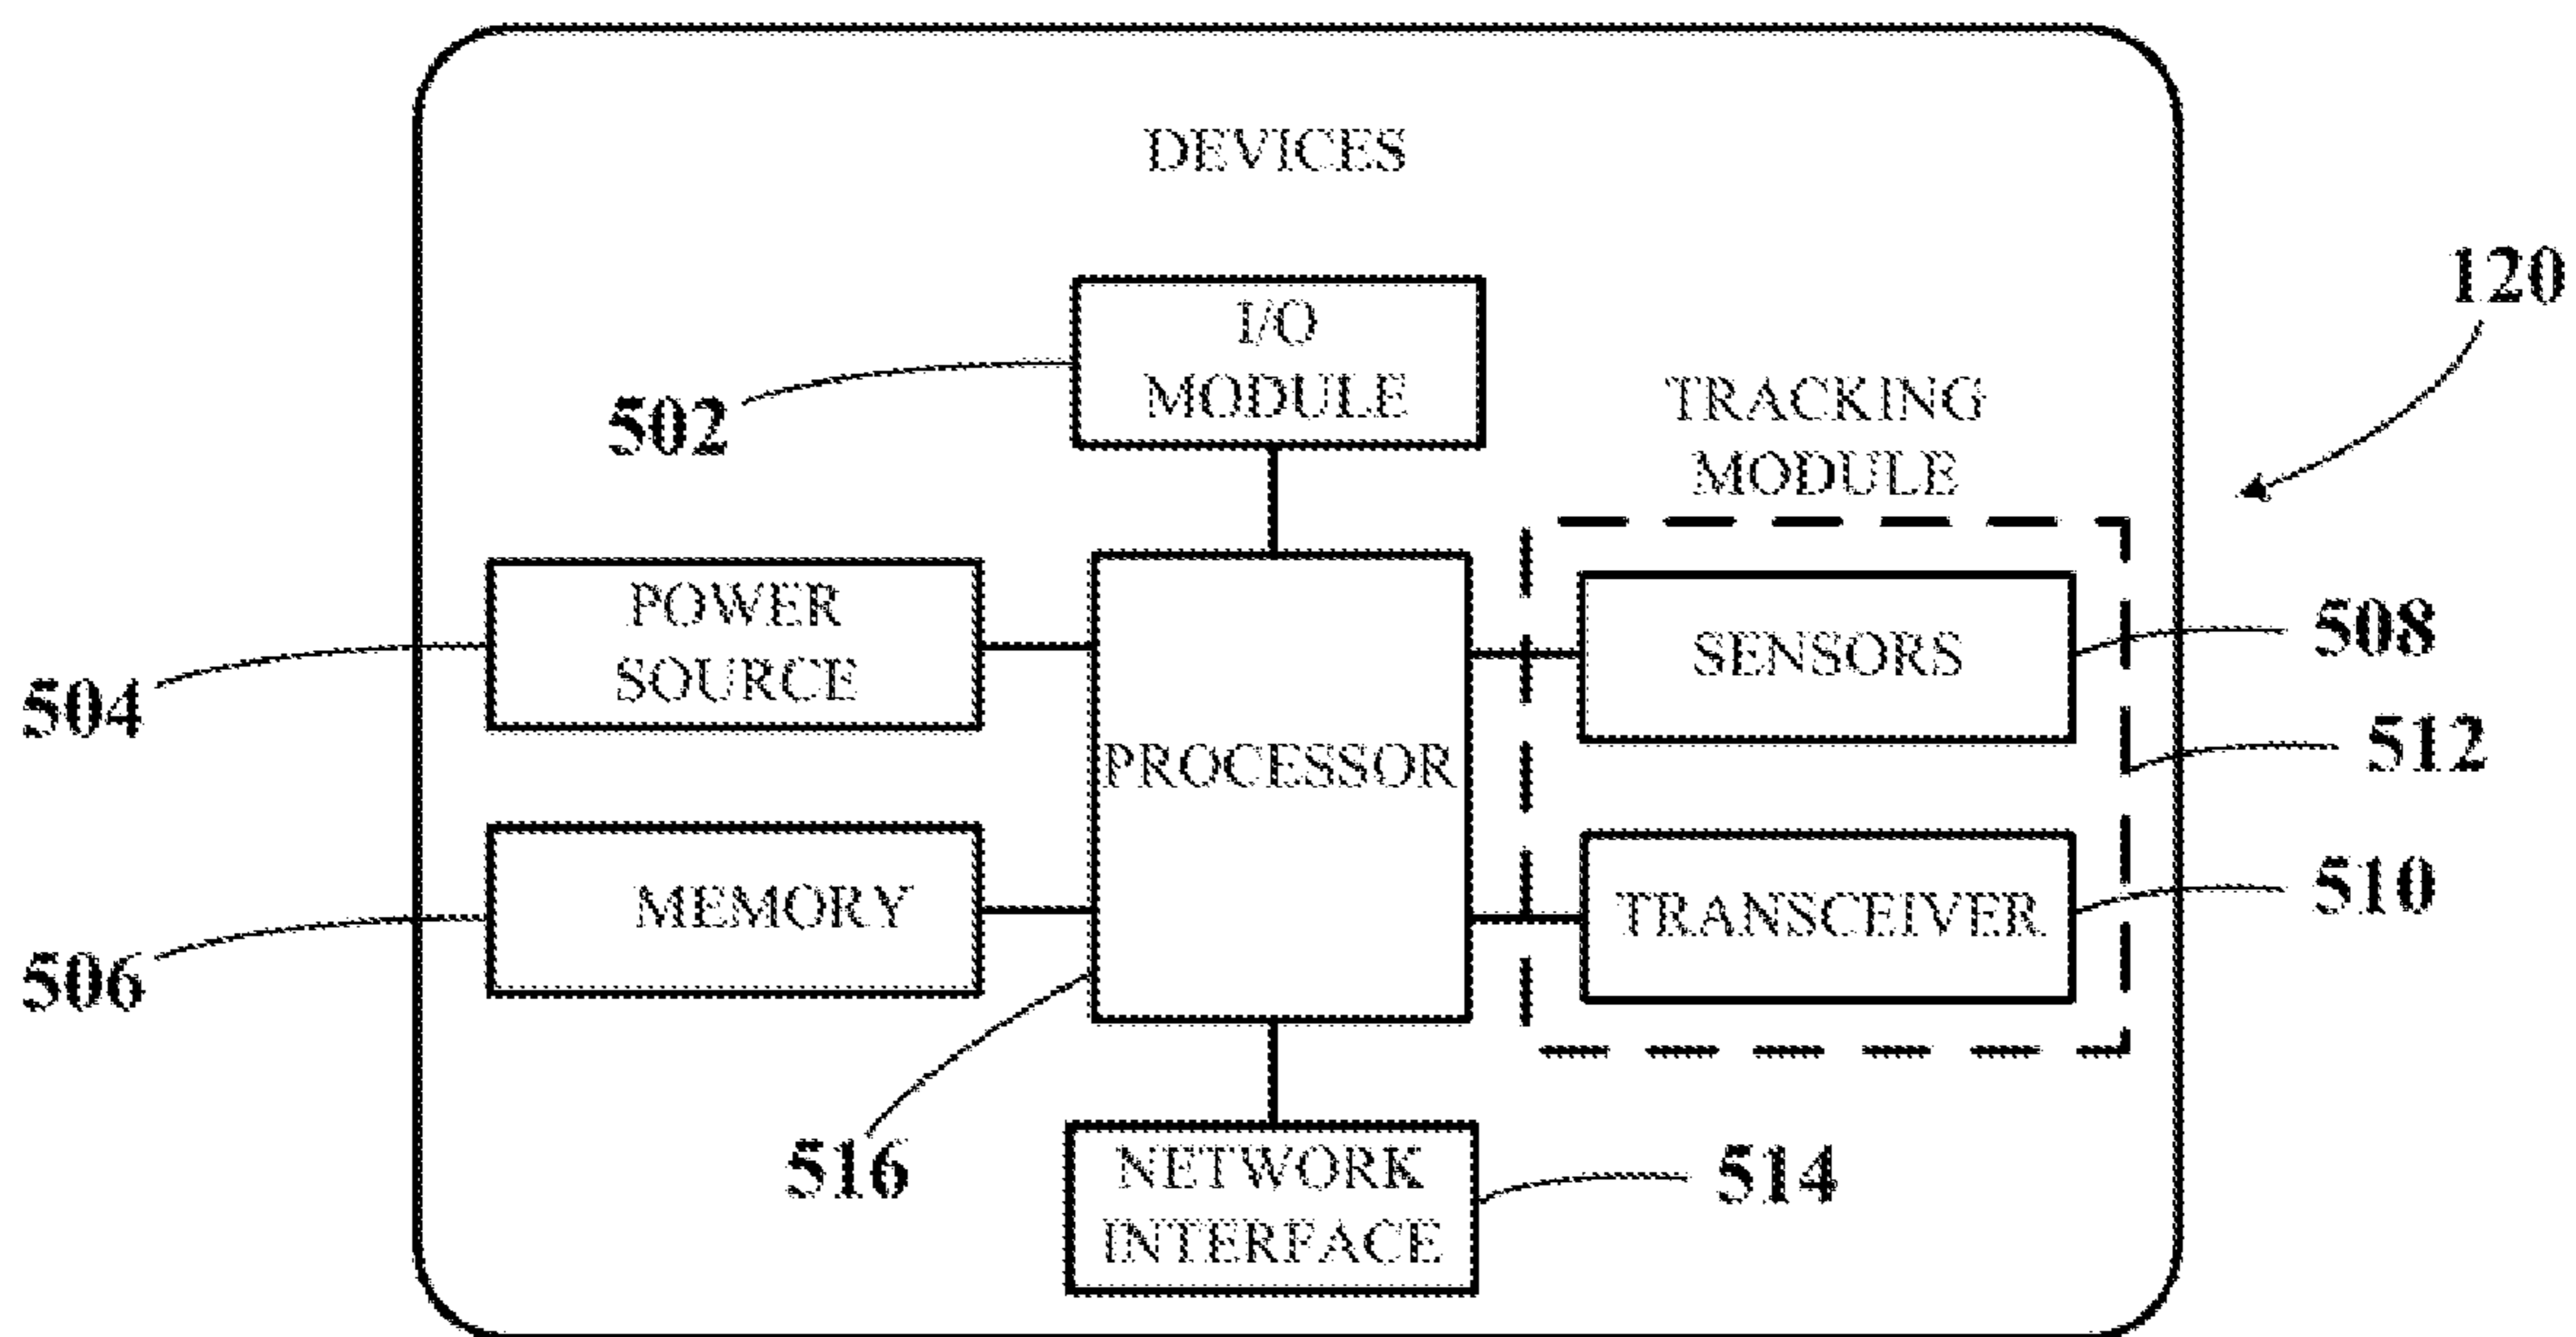 DEVICES
120
I/O
MODULE
502
TRACKING
MODULE
POWER
SOURCE
504
SENSORS
508
PROCESSOR
512
MEMORY
506
TRANSCEIVER
510
516
NETWORK
INTERFACE
514